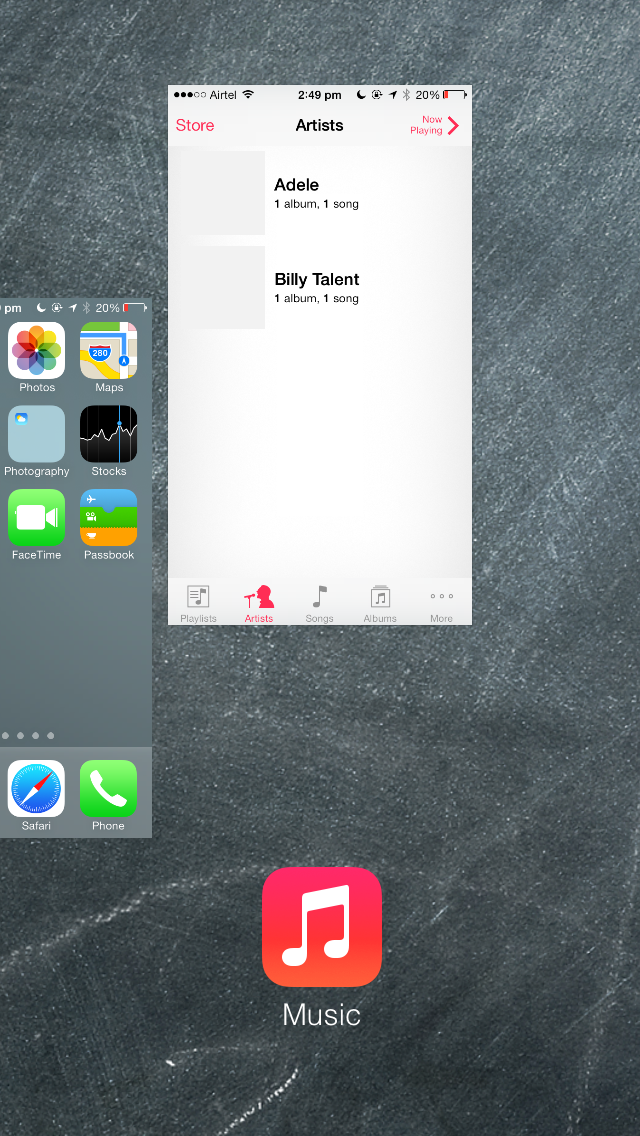 Airtel 2:49 pm 20%
Store Artists Now Playing
Adele
1 album, 1 song
Billy Talent
1 album, 1 song
Playlists Artists Songs Albums More
pm 20%
Photos Maps
280
Photography Stocks
FaceTime Passbook
Safari Phone
Music